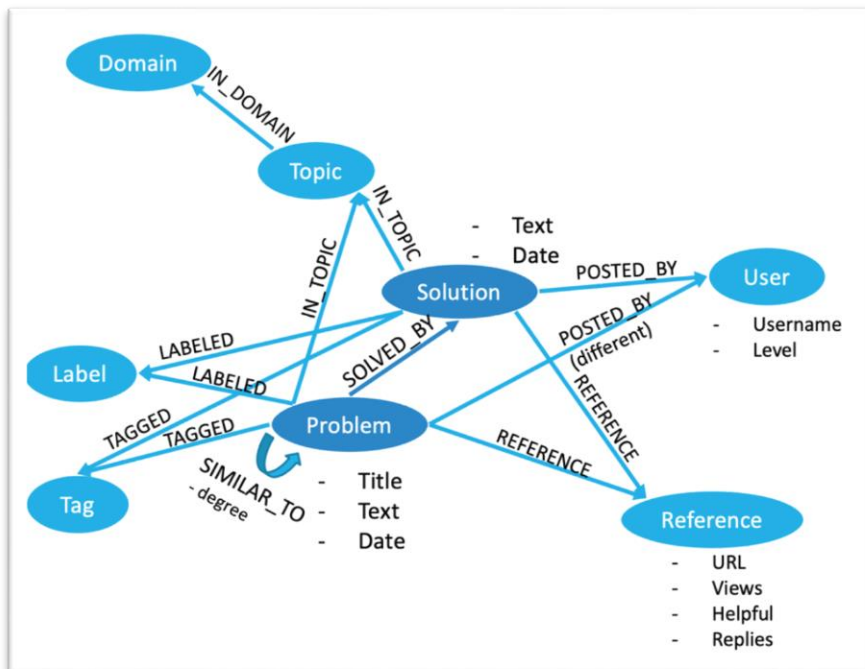 Domain
IN_DOMAIN
Topic
IN_TOPIC
IN_TOPIC
- Text
- Date
Solution
POSTED_BY
User
- Username
- Level
POSTED_BY
(different)
LABELED
LABELED
Label
SOLVED_BY
REFERENCE
REFERENCE
TAGGED
TAGGED
Problem
Tag
SIMILAR_TO
- degree
- Title
- Text
- Date
Reference
- URL
- Views
- Helpful
- Replies